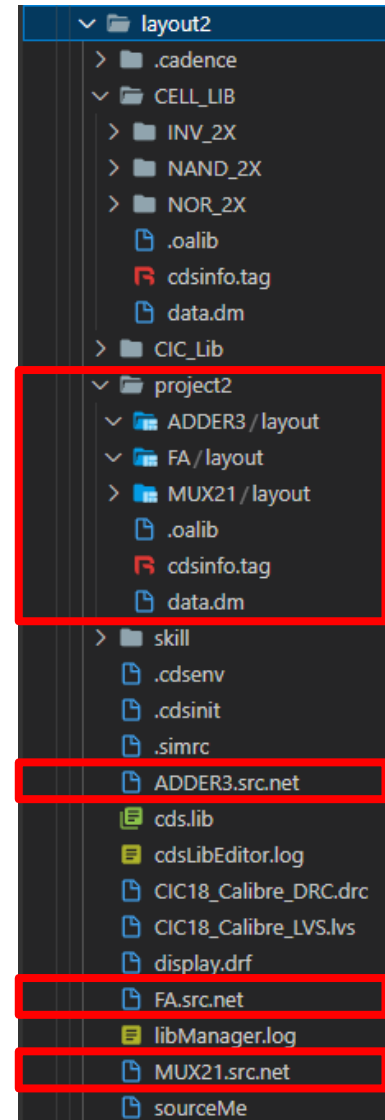 layout2
.cadence
CELL_LIB
INV_2X
NAND_2X
NOR_2X
.oalib
cdsinfo.tag
data.dm
CIC_Lib
project2
ADDER3/layout
FA/layout
MUX21/layout
.oalib
cdsinfo.tag
data.dm
skill
.cdsenv
.cdsinit
.simrc
ADDER3.src.net
cds.lib
cdsLibEditor.log
CIC18_Calibre_DRC.drc
CIC18_Calibre_LVS.lvs
display.drf
FA.src.net
libManager.log
MUX21.src.net
sourceMe